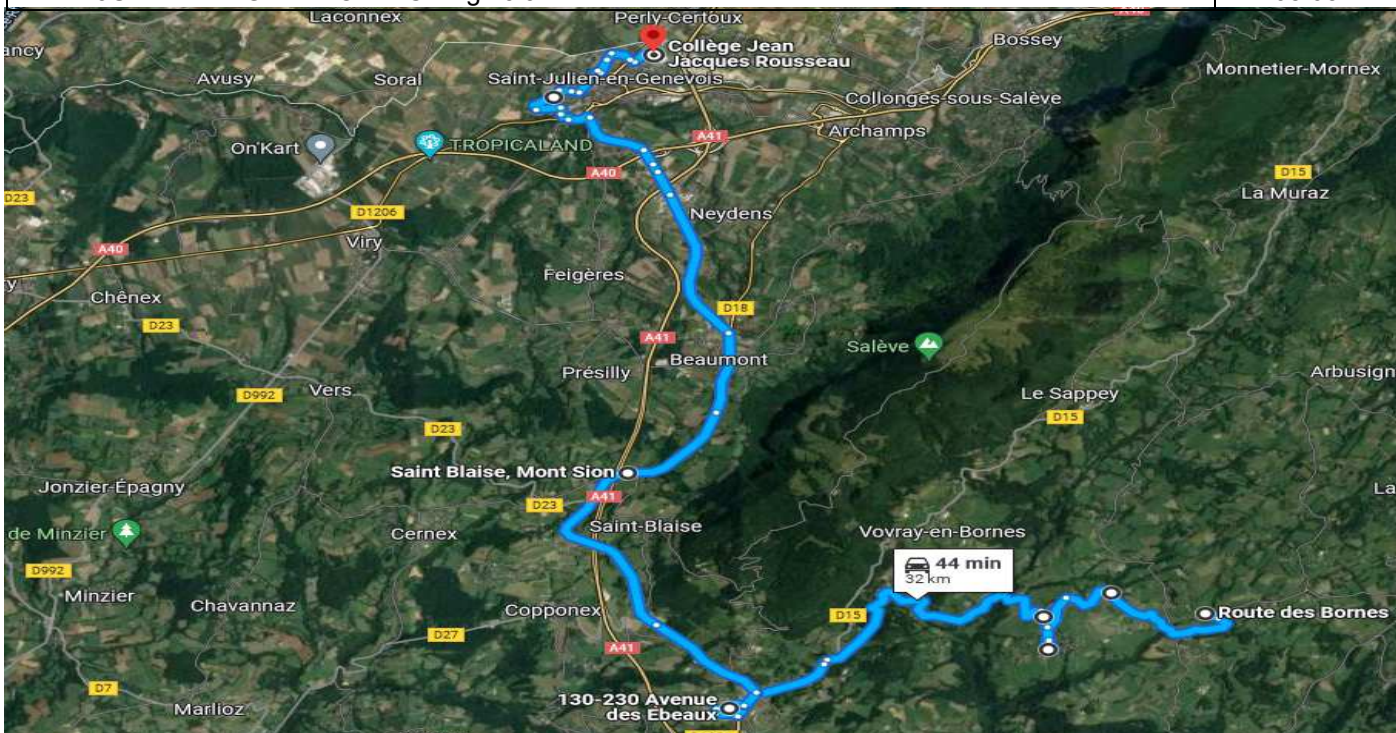 Laconnex
Perly-Certoux
Bossey
ancy
Collège Jean
Jacques Rousseau
Avusy
Soral
Saint-Julien-en-Genevois
Monnetier-Mornex
Collonges-sous-Salève
Archamps
On'Kart
TROPICALAND
A41
A40
D15
La Muraz
D23
D1206
Neydens
Viry
A40
Feigères
Chênex
D23
D18
A41
Beaumont
Salève
Présilly
Arbusign
Vers
D992
Le Sappey
D15
D23
Saint Blaise, Mont Sion
Jonzier-Épagny
A41
La
D23
Saint-Blaise
de Minzier
Cernex
Vovray-en-Bornes
44 min
32 km
D992
Minzier
Chavannaz
Copponex
D15
Route des Bornes
D27
A41
D7
130-230 Avenue
des Ébeaux
Marlioz